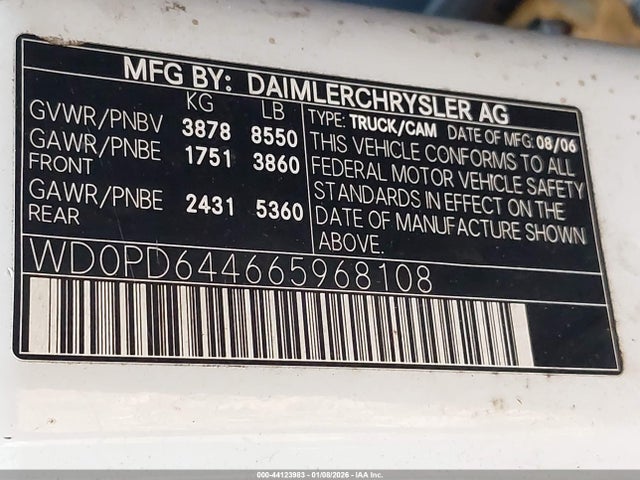 MFG BY: DAIMLERCHRYSLER AG
KG LB
GVWR/PNBV 3878 8550
GAWR/PNBE 1751 3860
FRONT
GAWR/PNBE 2431 5360
REAR
TYPE: TRUCK/CAM DATE OF MFG: 08/06
THIS VEHICLE CONFORMS TO ALL
FEDERAL MOTOR VEHICLE SAFETY
STANDARDS IN EFFECT ON THE
DATE OF MANUFACTURE SHOWN
ABOVE.
WD0PD644665968108
000-44123983 - 01/08/2026 - IAA Inc.